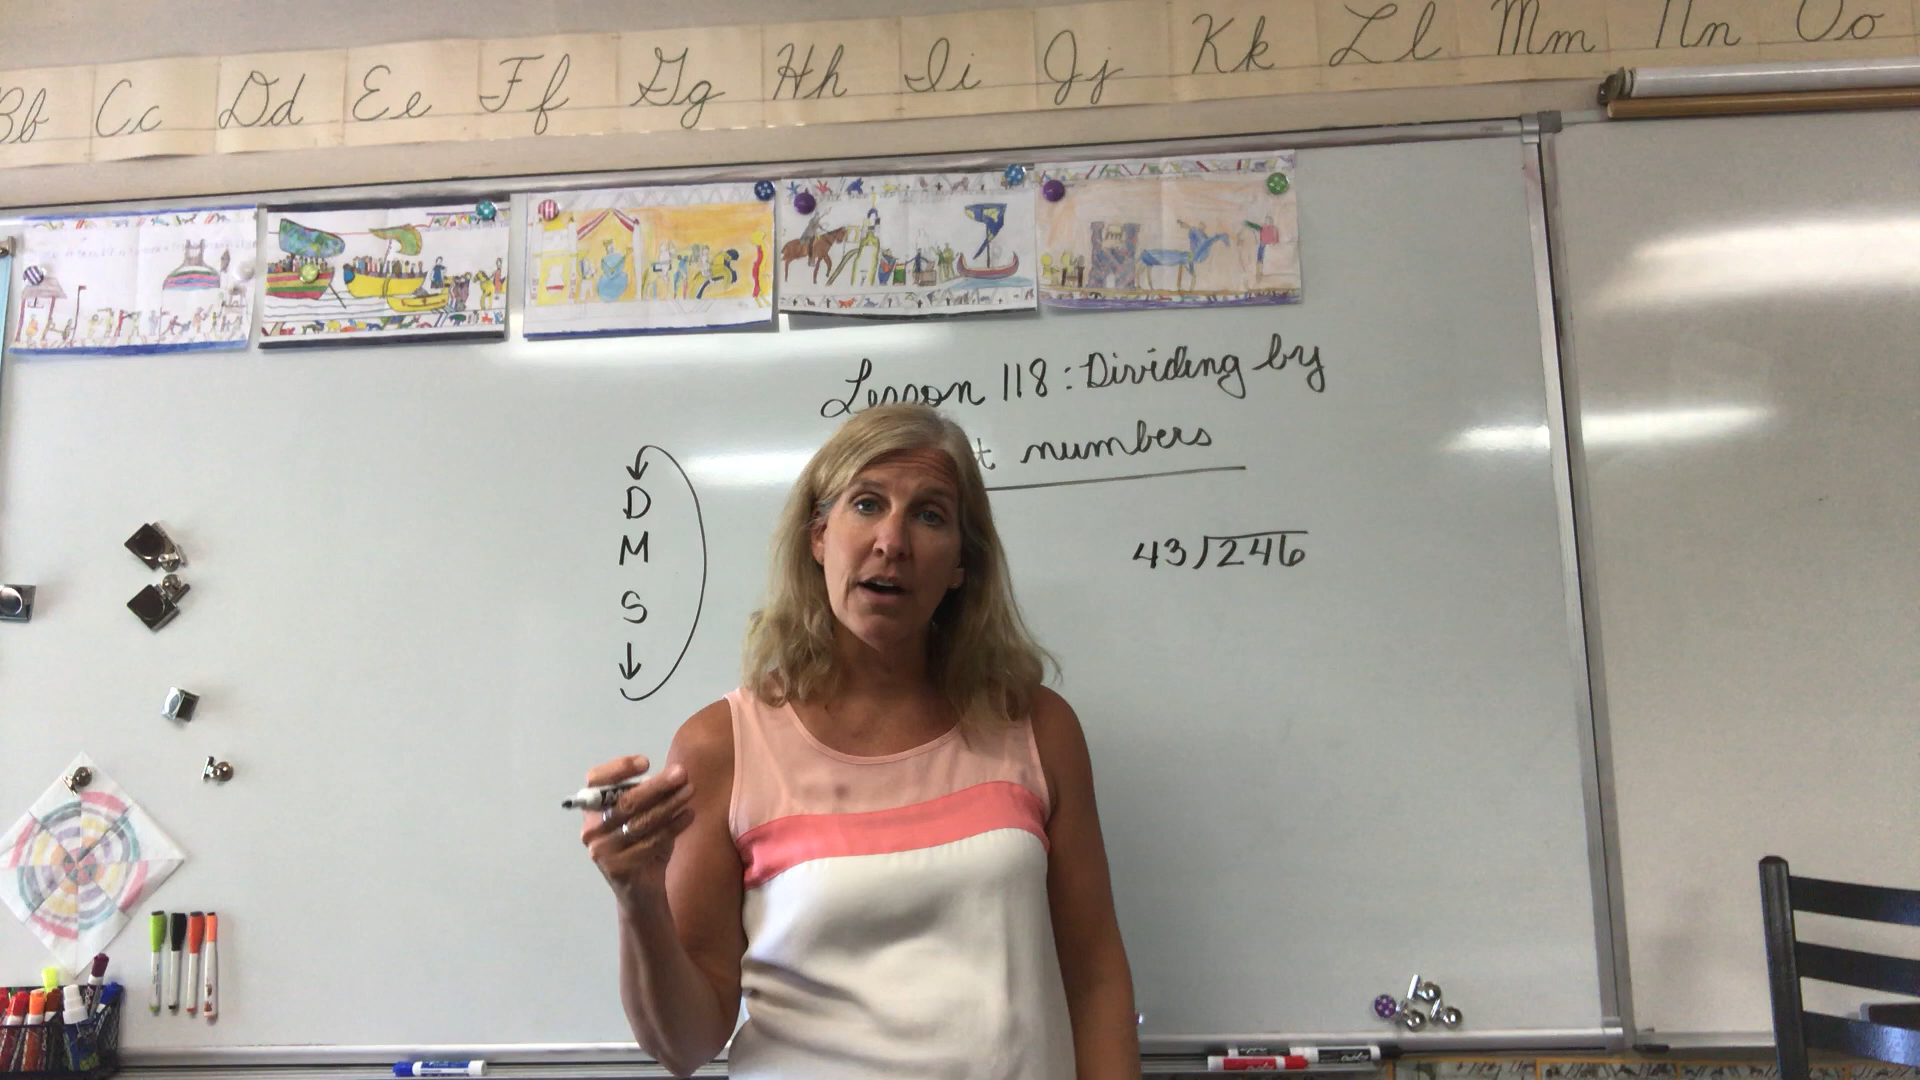 Bb Cc Dd Ee Ff Gg Hh Ii Jj Kk Ll Mm Nn Oo
Lesson 118: Dividing by
numbers
D
M
S
43 246